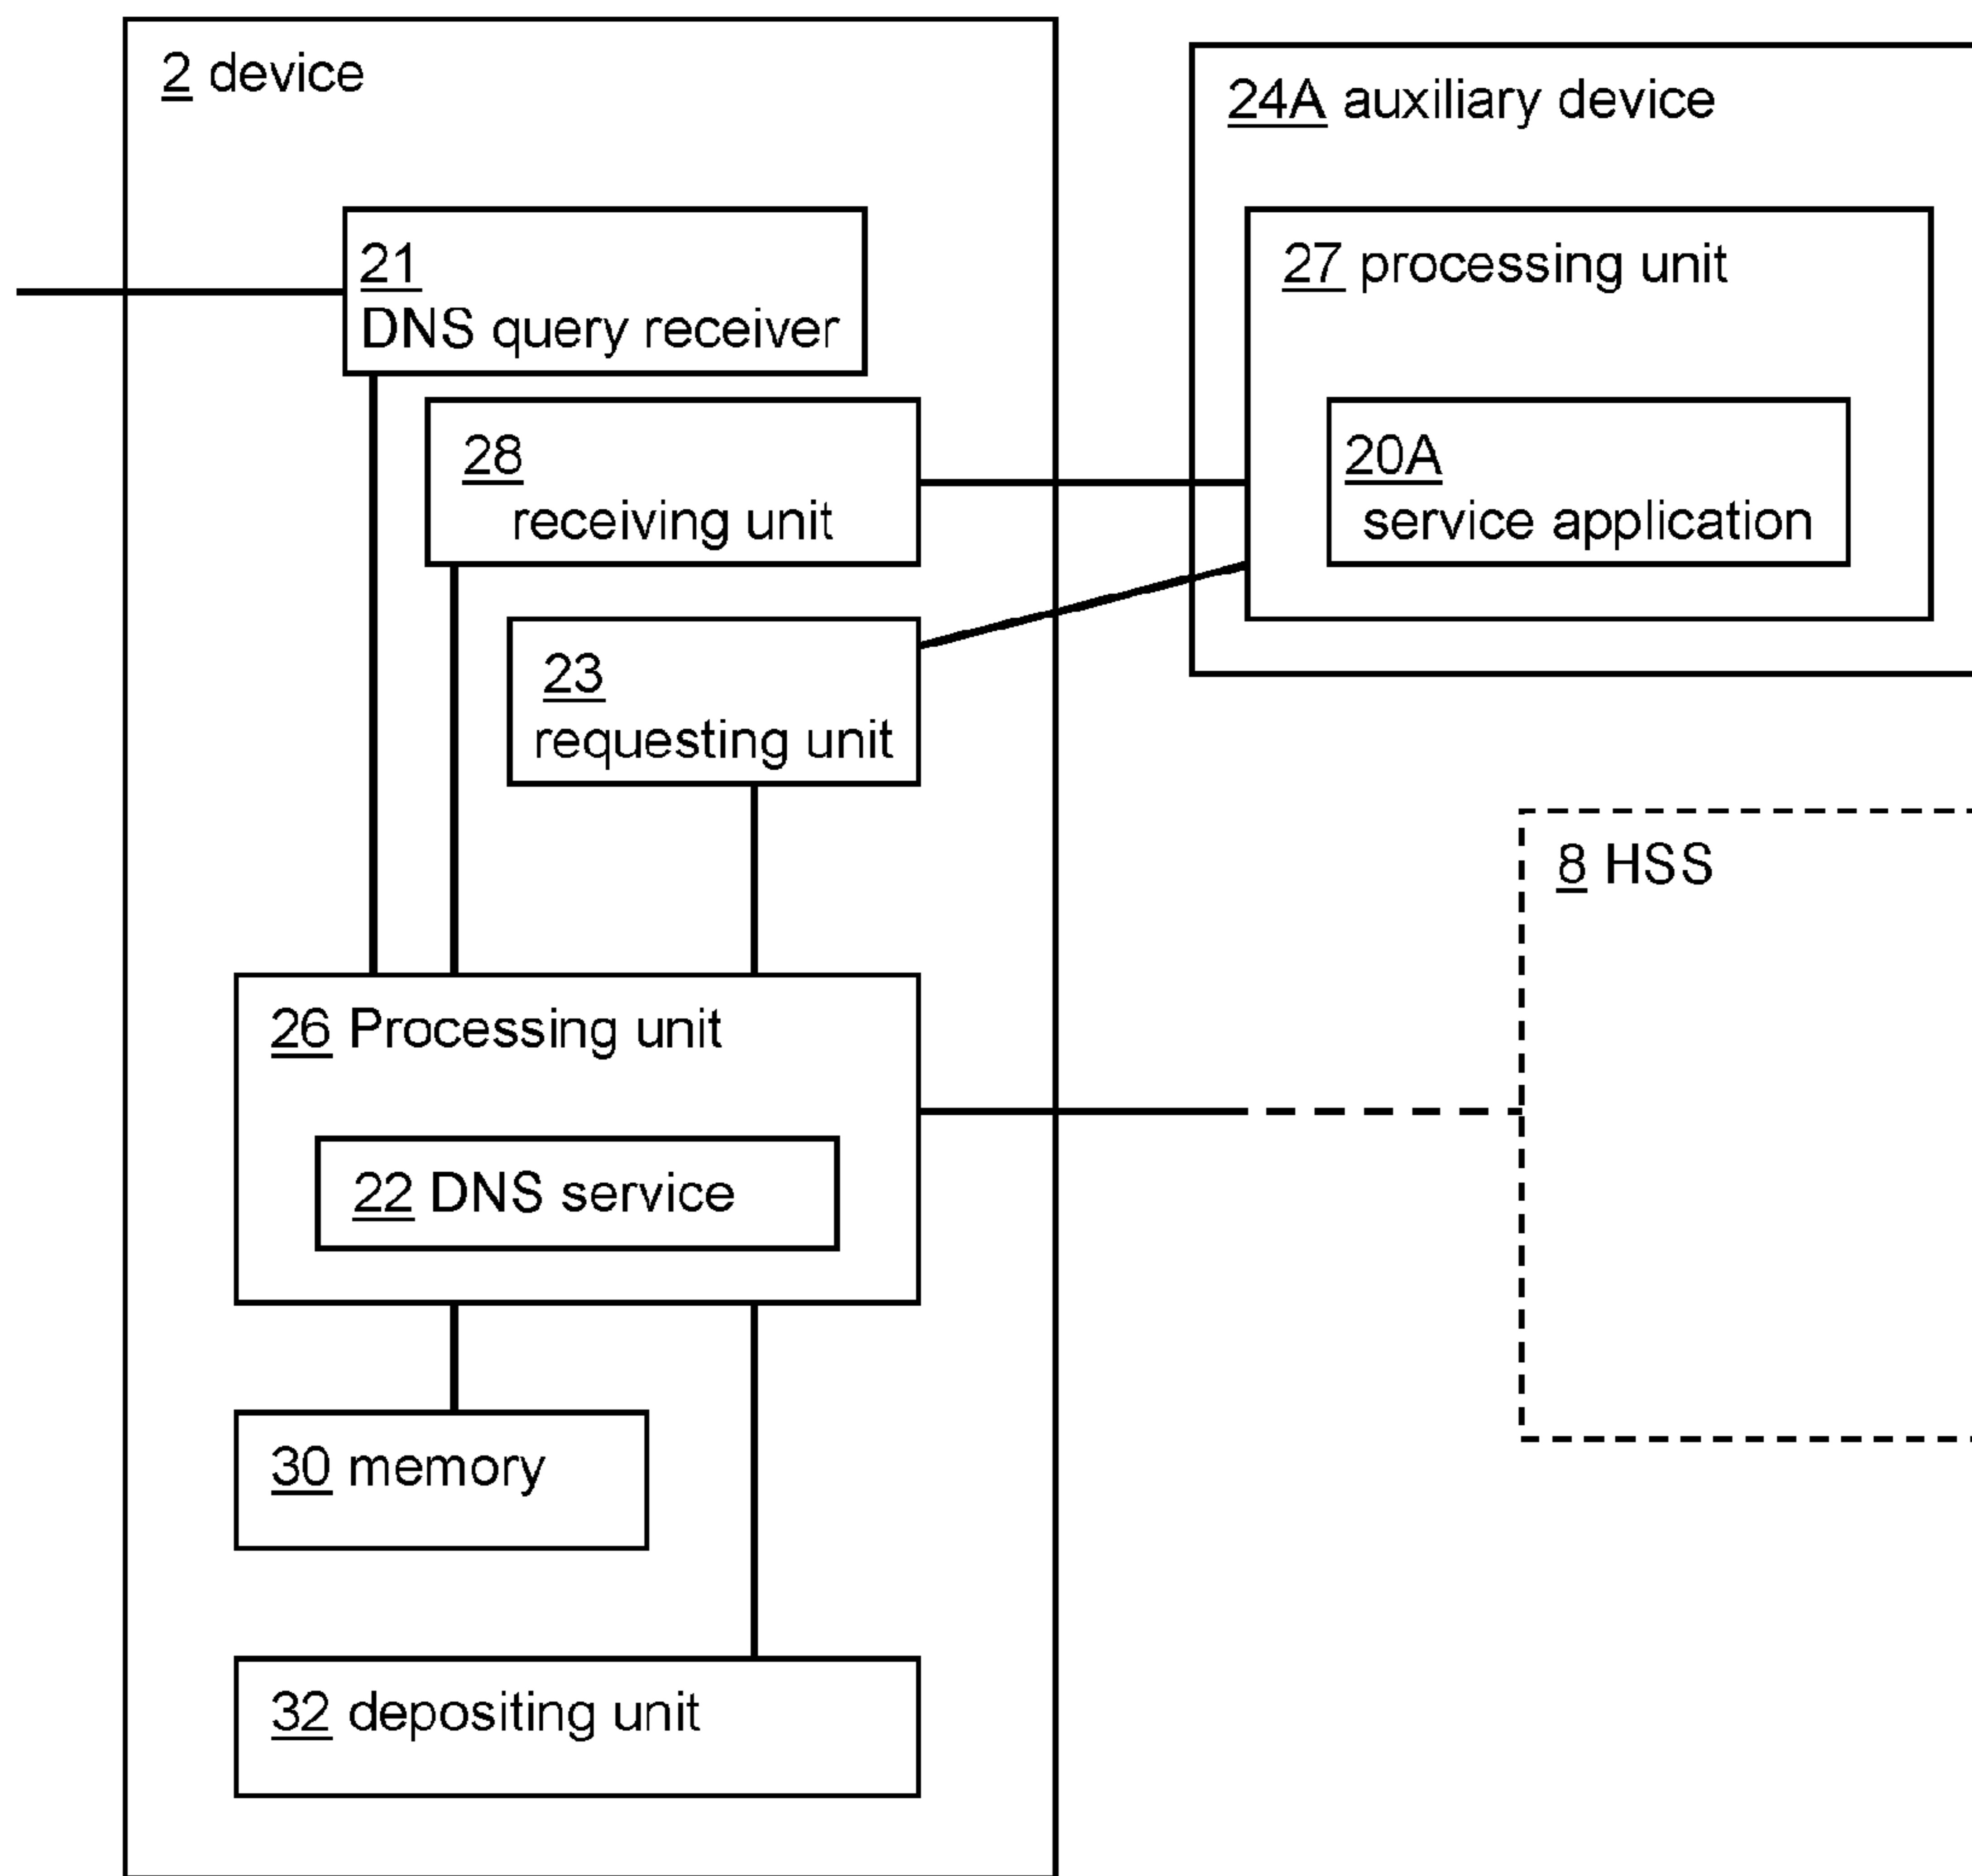 2 device
21
DNS query receiver
28
receiving unit
23
requesting unit
26 Processing unit
22 DNS service
30 memory
32 depositing unit
24A auxiliary device
27 processing unit
20A
service application
8 HSS